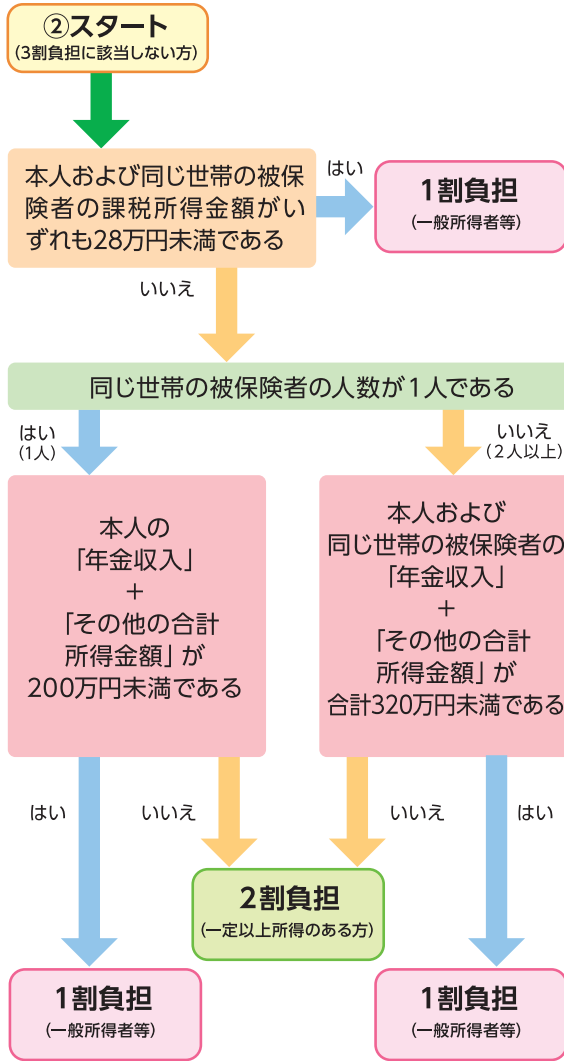 ②スタート
(3割負担に該当しない方)
本人および同じ世帯の被保
険者の課税所得金額がい
ずれも28万円未満である
はい
1割負担
(一般所得者等)
いいえ
同じ世帯の被保険者の人数が1人である
はい
(1人)
いいえ
(2人以上)
本人の
「年金収入」
+
「その他の合計
所得金額」が
200万円未満である
本人および
同じ世帯の被保険者の
「年金収入」
+
「その他の合計
所得金額」が
合計320万円未満である
はい
いいえ
いいえ
はい
2割負担
(一定以上所得のある方)
1割負担
(一般所得者等)
1割負担
(一般所得者等)